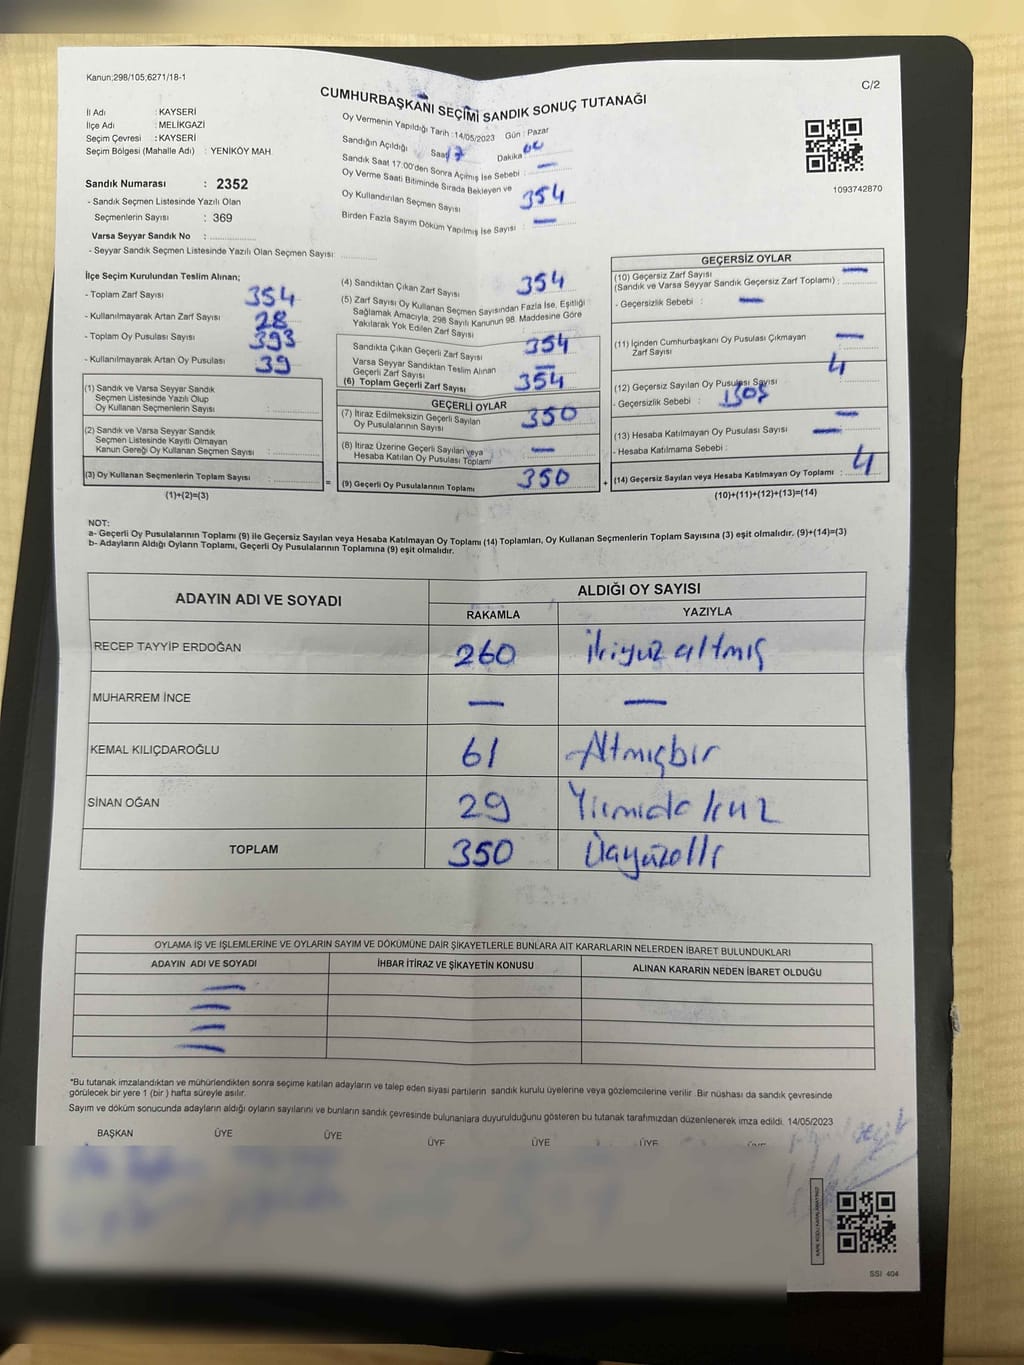 Kanun;298/105,6271/18-1
C/2
CUMHURBAŞKANI SEÇİMİ SANDIK SONUÇ TUTANAĞI
İl Adı : KAYSERİ
İlçe Adı : MELİKGAZİ
Seçim Çevresi : KAYSERİ
Seçim Bölgesi (Mahalle Adı) : YENİKÖY MAH.
Sandık Numarası : 2352
- Sandık Seçmen Listesinde Yazılı Olan
Seçmenlerin Sayısı : 369
Varsa Seyyar Sandık No :
- Seyyar Sandık Seçmen Listesinde Yazılı Olan Seçmen Sayısı :
Oy Vermenin Yapıldığı Tarih : 14/05/2023 Gün : Pazar
Sandığın Açıldığı Saat 17 Dakika : 00
Sandık Saat 17.00'den Sonra Açılmış İse Sebebi : —
Oy Verme Saati Bitiminde Sırada Bekleyen ve
Oy Kullandırılan Seçmen Sayısı : 354
Birden Fazla Sayım Döküm Yapılmış İse Sayısı : —
1093742870
İlçe Seçim Kurulundan Teslim Alınan;
- Toplam Zarf Sayısı 354
- Kullanılmayarak Artan Zarf Sayısı 28
- Toplam Oy Pusulası Sayısı 393
- Kullanılmayarak Artan Oy Pusulası 39
(1) Sandık ve Varsa Seyyar Sandık
Seçmen Listesinde Yazılı Olup
Oy Kullanan Seçmenlerin Sayısı :
(2) Sandık ve Varsa Seyyar Sandık
Seçmen Listesinde Kayıtlı Olmayan
Kanun Gereği Oy Kullanan Seçmen Sayısı :
(3) Oy Kullanan Seçmenlerin Toplam Sayısı :
(1)+(2)=(3)
=
(4) Sandıktan Çıkan Zarf Sayısı : 354
(5) Zarf Sayısı Oy Kullanan Seçmen Sayısından Fazla İse, Eşitliği
Sağlamak Amacıyla, 298 Sayılı Kanunun 98. Maddesine Göre
Yakılarak Yok Edilen Zarf Sayısı :
Sandıkta Çıkan Geçerli Zarf Sayısı 354
Varsa Seyyar Sandıktan Teslim Alınan
Geçerli Zarf Sayısı —
(6) Toplam Geçerli Zarf Sayısı 354
GEÇERLİ OYLAR
(7) İtiraz Edilmeksizin Geçerli Sayılan
Oy Pusulalarının Sayısı 350
(8) İtiraz Üzerine Geçerli Sayılan veya
Hesaba Katılan Oy Pusulası Toplamı —
(9) Geçerli Oy Pusulalarının Toplamı 350
+
GEÇERSİZ OYLAR
(10) Geçersiz Zarf Sayısı
(Sandık ve Varsa Seyyar Sandık Geçersiz Zarf Toplamı) : —
- Geçersizlik Sebebi : —
(11) İçinden Cumhurbaşkanı Oy Pusulası Çıkmayan
Zarf Sayısı : —
(12) Geçersiz Sayılan Oy Pusulası Sayısı : 4
- Geçersizlik Sebebi : BOŞ
(13) Hesaba Katılmayan Oy Pusulası Sayısı —
- Hesaba Katılmama Sebebi : —
(14) Geçersiz Sayılan veya Hesaba Katılmayan Oy Toplamı : 4
(10)+(11)+(12)+(13)=(14)
NOT:
a- Geçerli Oy Pusulalarının Toplamı (9) ile Geçersiz Sayılan veya Hesaba Katılmayan Oy Toplamı (14) Toplamları, Oy Kullanan Seçmenlerin Toplam Sayısına (3) eşit olmalıdır. (9)+(14)=(3)
b- Adayların Aldığı Oyların Toplamı, Geçerli Oy Pusulalarının Toplamına (9) eşit olmalıdır.
ADAYIN ADI VE SOYADI ALDIĞI OY SAYISI
RAKAMLA YAZIYLA
RECEP TAYYİP ERDOĞAN 260 İkiyüz altmış
MUHARREM İNCE — —
KEMAL KILIÇDAROĞLU 61 Altmışbir
SİNAN OĞAN 29 Yirmidokuz
TOPLAM 350 Üçyüzelli
OYLAMA İŞ VE İŞLEMLERİNE VE OYLARIN SAYIM VE DÖKÜMÜNE DAİR ŞİKAYETLERLE BUNLARA AİT KARARLARIN NELERDEN İBARET BULUNDUKLARI
ADAYIN ADI VE SOYADI İHBAR İTİRAZ VE ŞİKAYETİN KONUSU ALINAN KARARIN NEDEN İBARET OLDUĞU
—
—
—
—
*Bu tutanak imzalandıktan ve mühürlendikten sonra seçime katılan adayların ve talep eden siyasi partilerin sandık kurulu üyelerine veya gözlemcilerine verilir. Bir nüshası da sandık çevresinde
görülecek bir yere 1 (bir) hafta süreyle asılır.
Sayım ve döküm sonucunda adayların aldığı oyların sayılarını ve bunların sandık çevresinde bulunanlara duyurulduğunu gösteren bu tutanak tarafımızdan düzenlenerek imza edildi. 14/05/2023
BAŞKAN ÜYE ÜYE ÜYE ÜYE ÜYE ÜYE
SSI 404